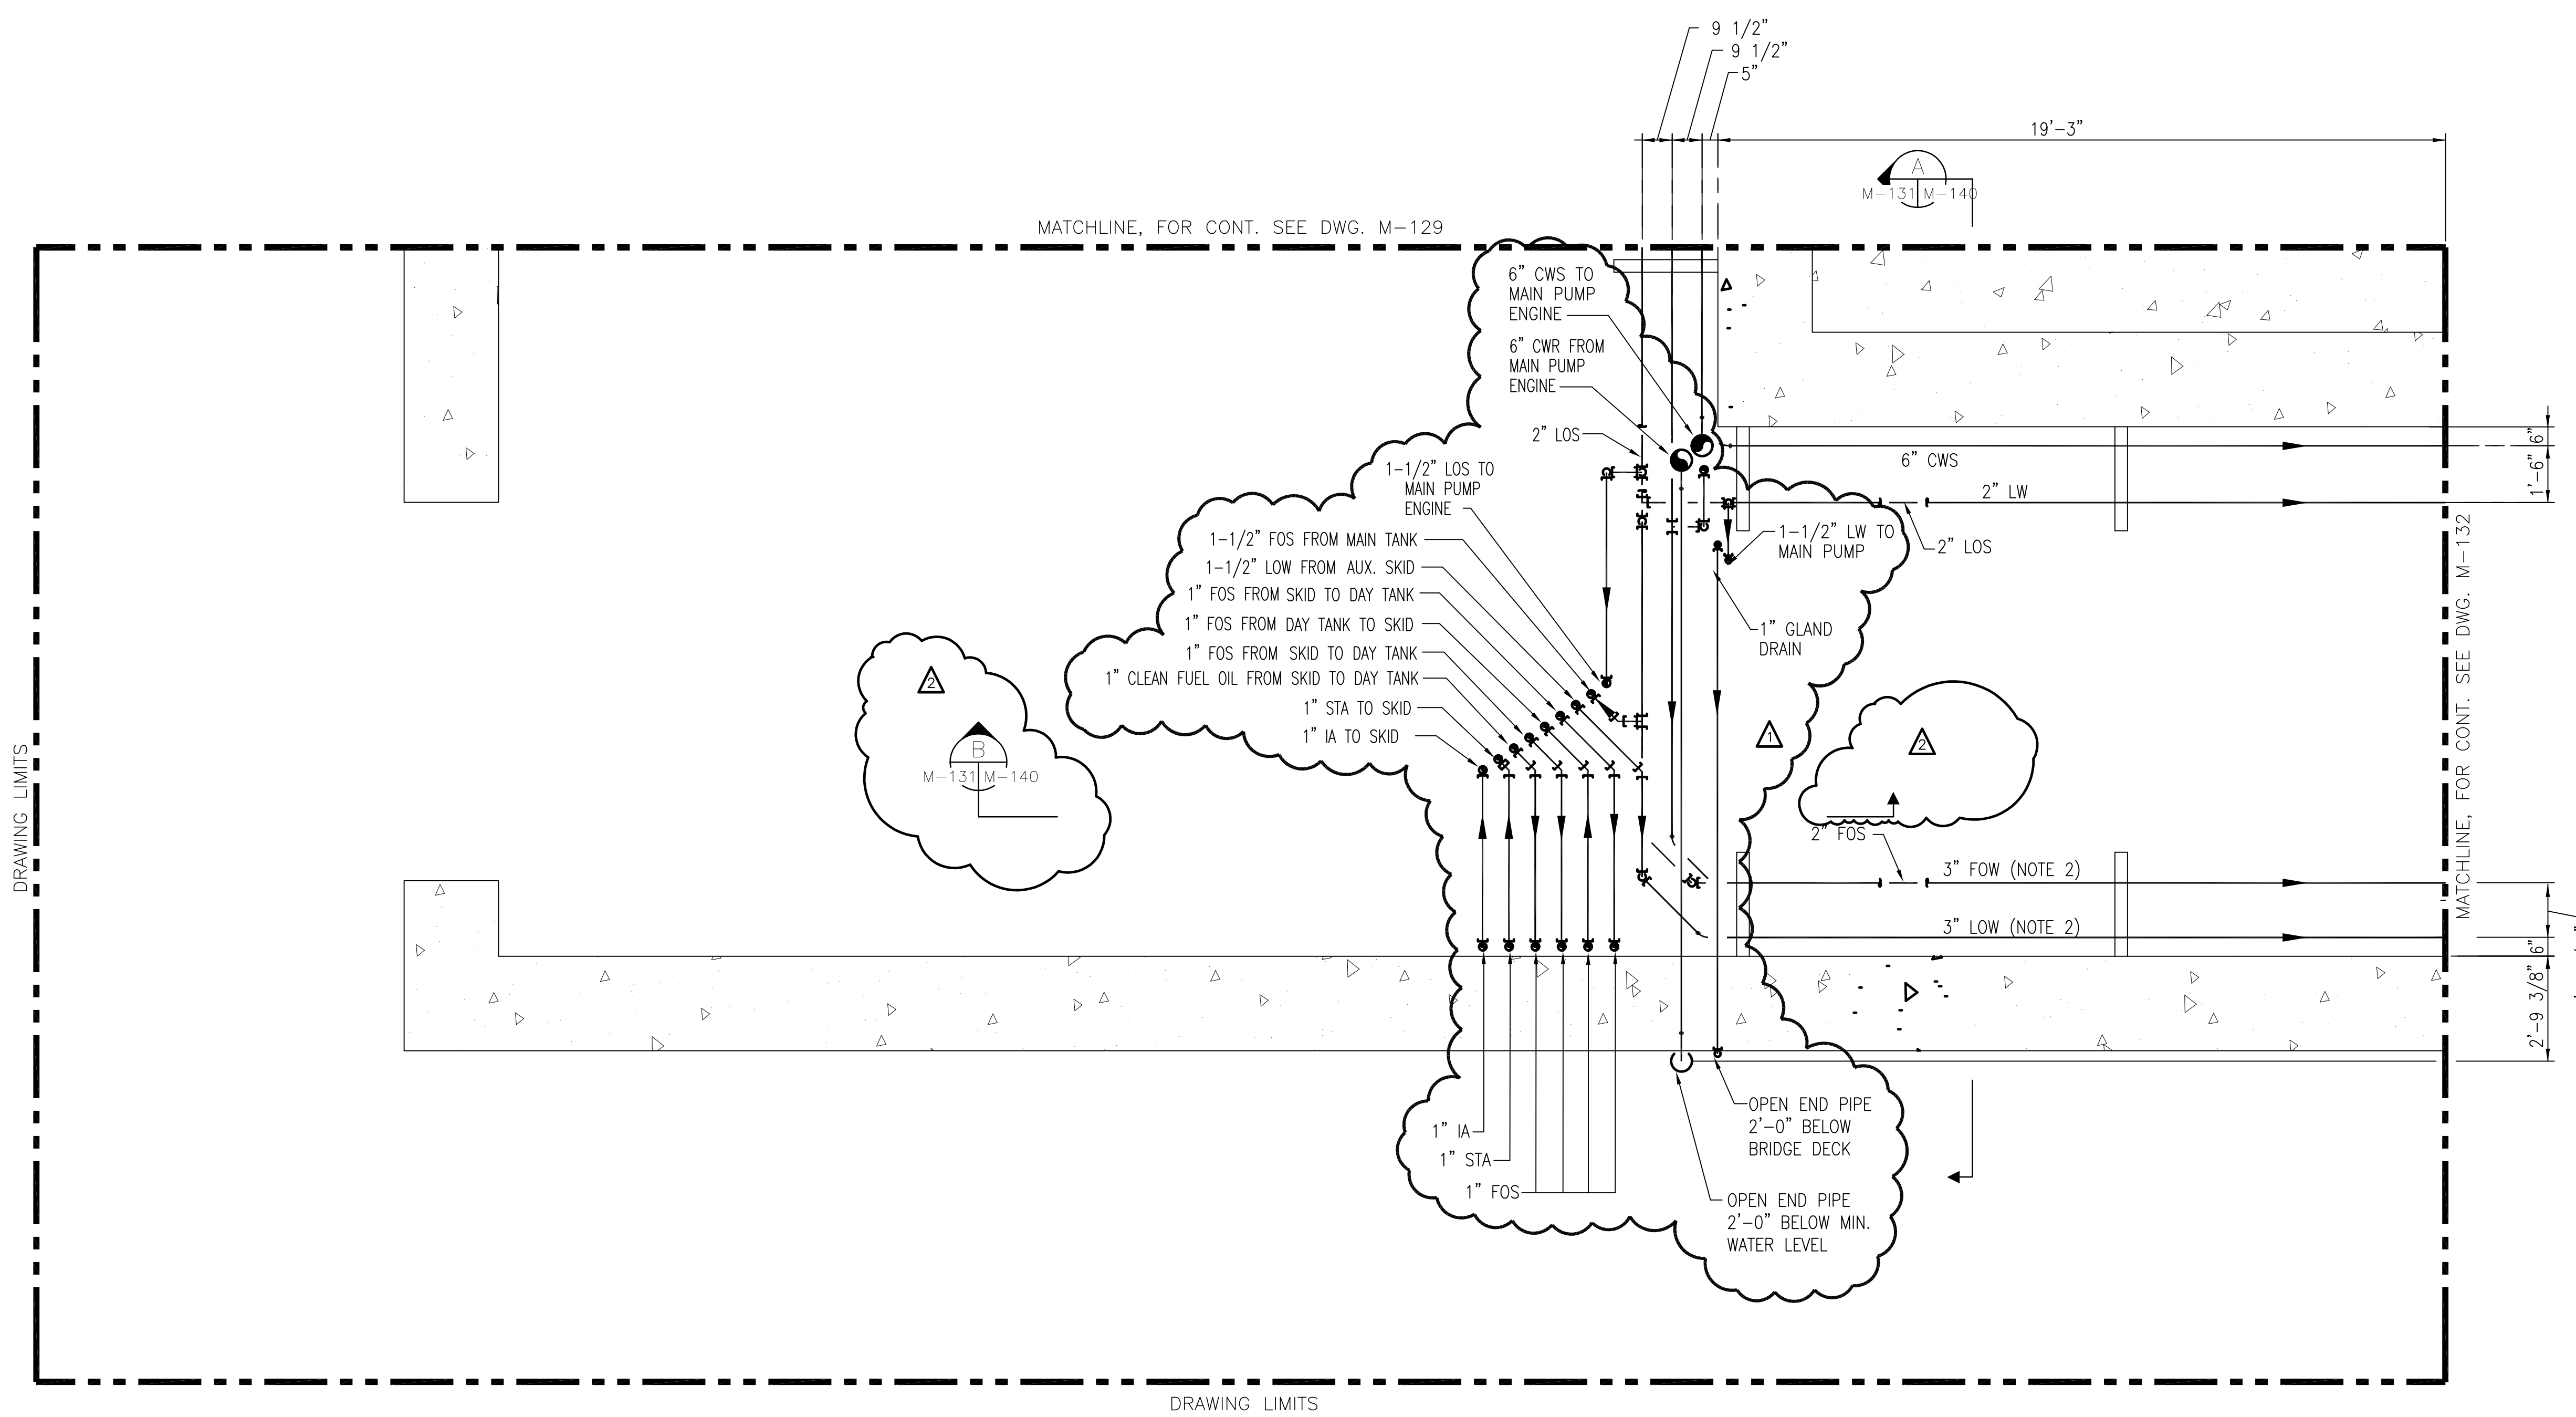 9 1/2”
9 1/2”
5”
19’-3”
A
M-131 M-140
MATCHLINE, FOR CONT. SEE DWG. M-129
6” CWS TO
MAIN PUMP
ENGINE
6” CWR FROM
MAIN PUMP
ENGINE
2” LOS
1-1/2” LOS TO
MAIN PUMP
ENGINE
1-1/2” FOS FROM MAIN TANK
1-1/2” LOW FROM AUX. SKID
1” FOS FROM SKID TO DAY TANK
1” FOS FROM DAY TANK TO SKID
1” FOS FROM SKID TO DAY TANK
1” CLEAN FUEL OIL FROM SKID TO DAY TANK
1” STA TO SKID
1” IA TO SKID
6” CWS
2” LW
2” LOS
1-1/2” LW TO
MAIN PUMP
1” GLAND
DRAIN
6”
1’-6”
MATCHLINE, FOR CONT. SEE DWG. M-132
2
B
M-131 M-140
1
2
2” FOS
3” FOW (NOTE 2)
3” LOW (NOTE 2)
6”
2’-9 3/8”
DRAWING LIMITS
1” IA
1” STA
1” FOS
OPEN END PIPE
2’-0” BELOW
BRIDGE DECK
OPEN END PIPE
2’-0” BELOW MIN.
WATER LEVEL
DRAWING LIMITS